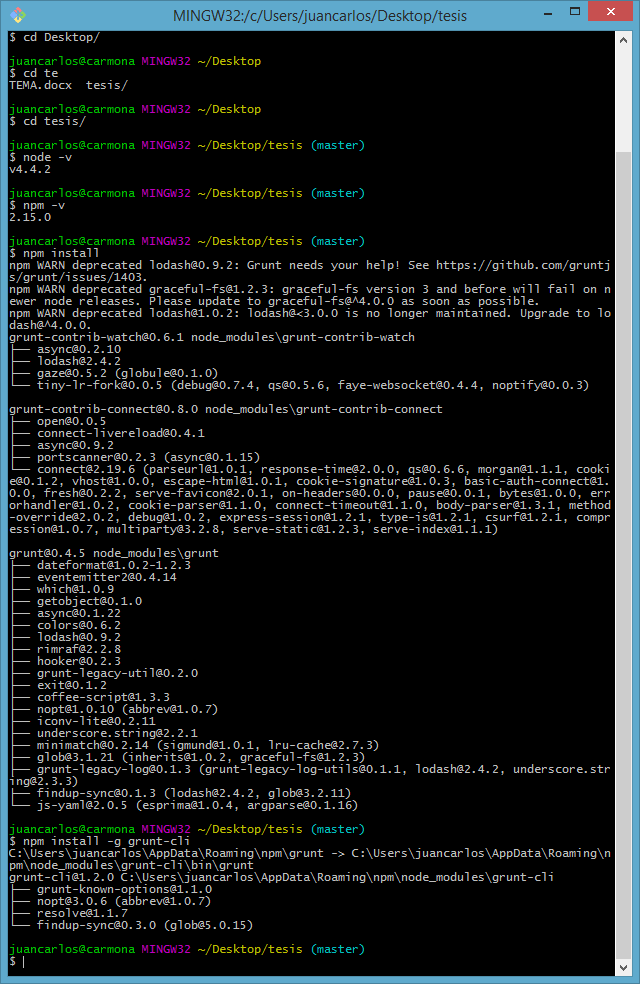 MINGW32:/c/Users/juancarlos/Desktop/tesis
$ cd Desktop/
juancarlos@carmona MINGW32 ~/Desktop
$ cd te
TEMA.docx  tesis/
juancarlos@carmona MINGW32 ~/Desktop
$ cd tesis/
juancarlos@carmona MINGW32 ~/Desktop/tesis (master)
$ node -v
v4.4.2
juancarlos@carmona MINGW32 ~/Desktop/tesis (master)
$ npm -v
2.15.0
juancarlos@carmona MINGW32 ~/Desktop/tesis (master)
$ npm install
npm WARN deprecated lodash@0.9.2: Grunt needs your help! See https://github.com/gruntj
s/grunt/issues/1403.
npm WARN deprecated graceful-fs@1.2.3: graceful-fs version 3 and before will fail on n
ewer node releases. Please update to graceful-fs@^4.0.0 as soon as possible.
npm WARN deprecated lodash@1.0.2: lodash@<3.0.0 is no longer maintained. Upgrade to lo
dash@^4.0.0.
grunt-contrib-watch@0.6.1 node_modules\grunt-contrib-watch
├── async@0.2.10
├── lodash@2.4.2
├── gaze@0.5.2 (globule@0.1.0)
└── tiny-lr-fork@0.0.5 (debug@0.7.4, qs@0.5.6, faye-websocket@0.4.4, noptify@0.0.3)
grunt-contrib-connect@0.8.0 node_modules\grunt-contrib-connect
├── open@0.0.5
├── connect-livereload@0.4.1
├── async@0.9.2
├── portscanner@0.2.3 (async@0.1.15)
└── connect@2.19.6 (parseurl@1.0.1, response-time@2.0.0, qs@0.6.6, morgan@1.1.1, cooki
e@0.1.2, vhost@1.0.0, escape-html@1.0.1, cookie-signature@1.0.3, basic-auth-connect@1.
0.0, fresh@0.2.2, serve-favicon@2.0.1, on-headers@0.0.0, pause@0.0.1, bytes@1.0.0, err
orhandler@1.0.2, cookie-parser@1.1.0, connect-timeout@1.1.0, body-parser@1.3.1, method
-override@2.0.2, debug@1.0.2, express-session@1.2.1, type-is@1.2.1, csurf@1.2.1, compr
ession@1.0.7, multiparty@3.2.8, serve-static@1.2.3, serve-index@1.1.1)
grunt@0.4.5 node_modules\grunt
├── dateformat@1.0.2-1.2.3
├── eventemitter2@0.4.14
├── which@1.0.9
├── getobject@0.1.0
├── async@0.1.22
├── colors@0.6.2
├── lodash@0.9.2
├── rimraf@2.2.8
├── hooker@0.2.3
├── grunt-legacy-util@0.2.0
├── exit@0.1.2
├── coffee-script@1.3.3
├── nopt@1.0.10 (abbrev@1.0.7)
├── iconv-lite@0.2.11
├── underscore.string@2.2.1
├── minimatch@0.2.14 (sigmund@1.0.1, lru-cache@2.7.3)
├── glob@3.1.21 (inherits@1.0.2, graceful-fs@1.2.3)
├── grunt-legacy-log@0.1.3 (grunt-legacy-log-utils@0.1.1, lodash@2.4.2, underscore.str
ing@2.3.3)
├── findup-sync@0.1.3 (lodash@2.4.2, glob@3.2.11)
└── js-yaml@2.0.5 (esprima@1.0.4, argparse@0.1.16)
juancarlos@carmona MINGW32 ~/Desktop/tesis (master)
$ npm install -g grunt-cli
C:\Users\juancarlos\AppData\Roaming\npm\grunt -> C:\Users\juancarlos\AppData\Roaming\n
pm\node_modules\grunt-cli\bin\grunt
grunt-cli@1.2.0 C:\Users\juancarlos\AppData\Roaming\npm\node_modules\grunt-cli
├── grunt-known-options@1.1.0
├── nopt@3.0.6 (abbrev@1.0.7)
├── resolve@1.1.7
└── findup-sync@0.3.0 (glob@5.0.15)
juancarlos@carmona MINGW32 ~/Desktop/tesis (master)
$